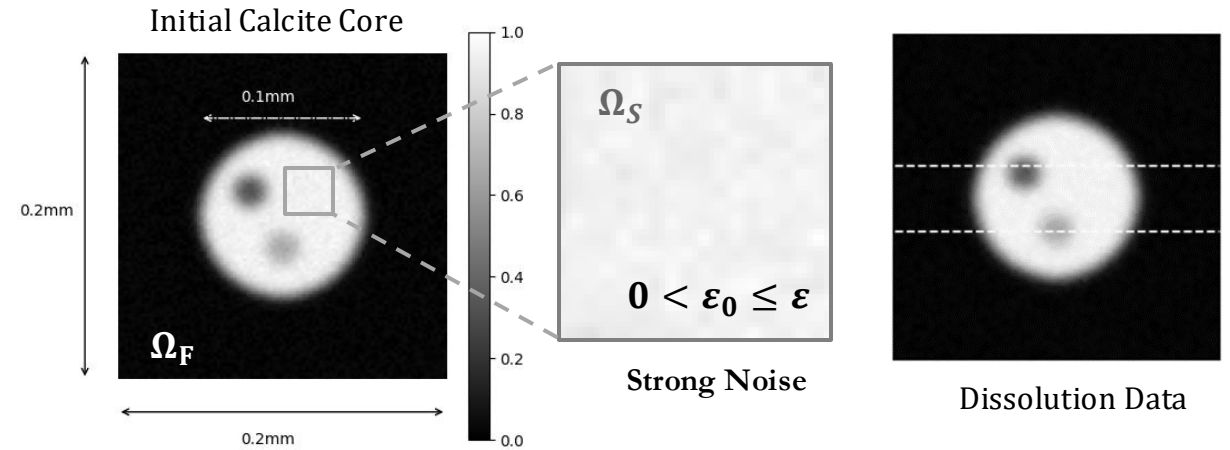 Initial Calcite Core
0.1mm
0.2mm
Ω_F
0.2mm
1.0
0.8
0.6
0.4
0.2
0.0
Ω_S
0 < ε₀ ≤ ε
Strong Noise
Dissolution Data